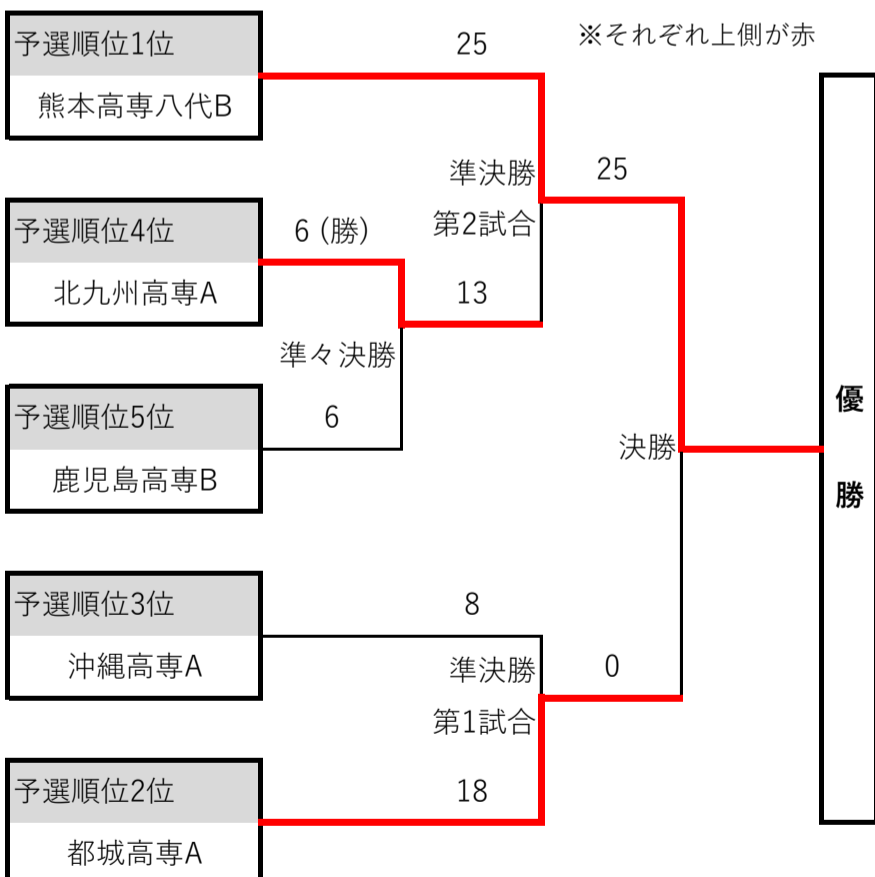 予選順位1位
熊本高専八代B
25
※それぞれ上側が赤
準決勝
第2試合
25
予選順位4位
北九州高専A
6 (勝)
13
準々決勝
予選順位5位
鹿児島高専B
6
決勝
優勝
予選順位3位
沖縄高専A
8
準決勝
第1試合
0
予選順位2位
都城高専A
18